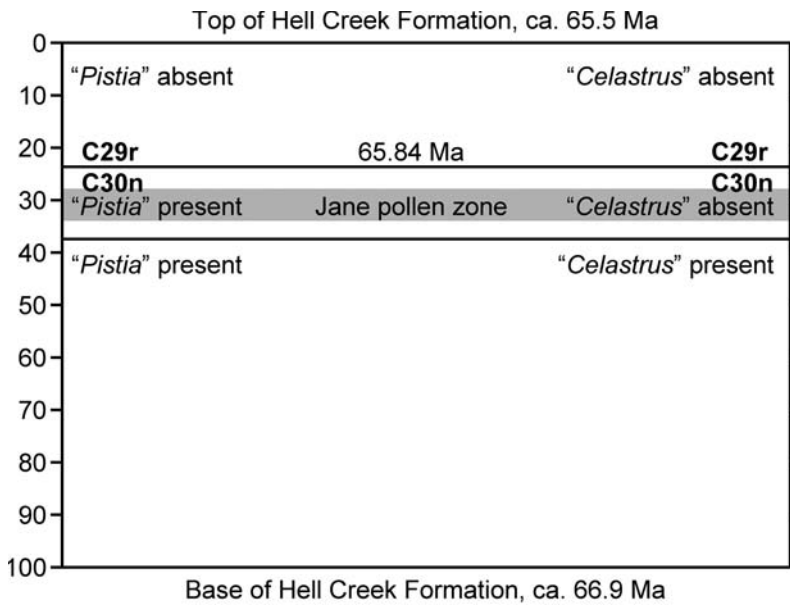 Top of Hell Creek Formation, ca. 65.5 Ma
0
"Pistia" absent "Celastrus" absent
10
20 C29r 65.84 Ma C29r
C30n C30n
30 "Pistia" present Jane pollen zone "Celastrus" absent
40 "Pistia" present "Celastrus" present
50
60
70
80
90
100
Base of Hell Creek Formation, ca. 66.9 Ma